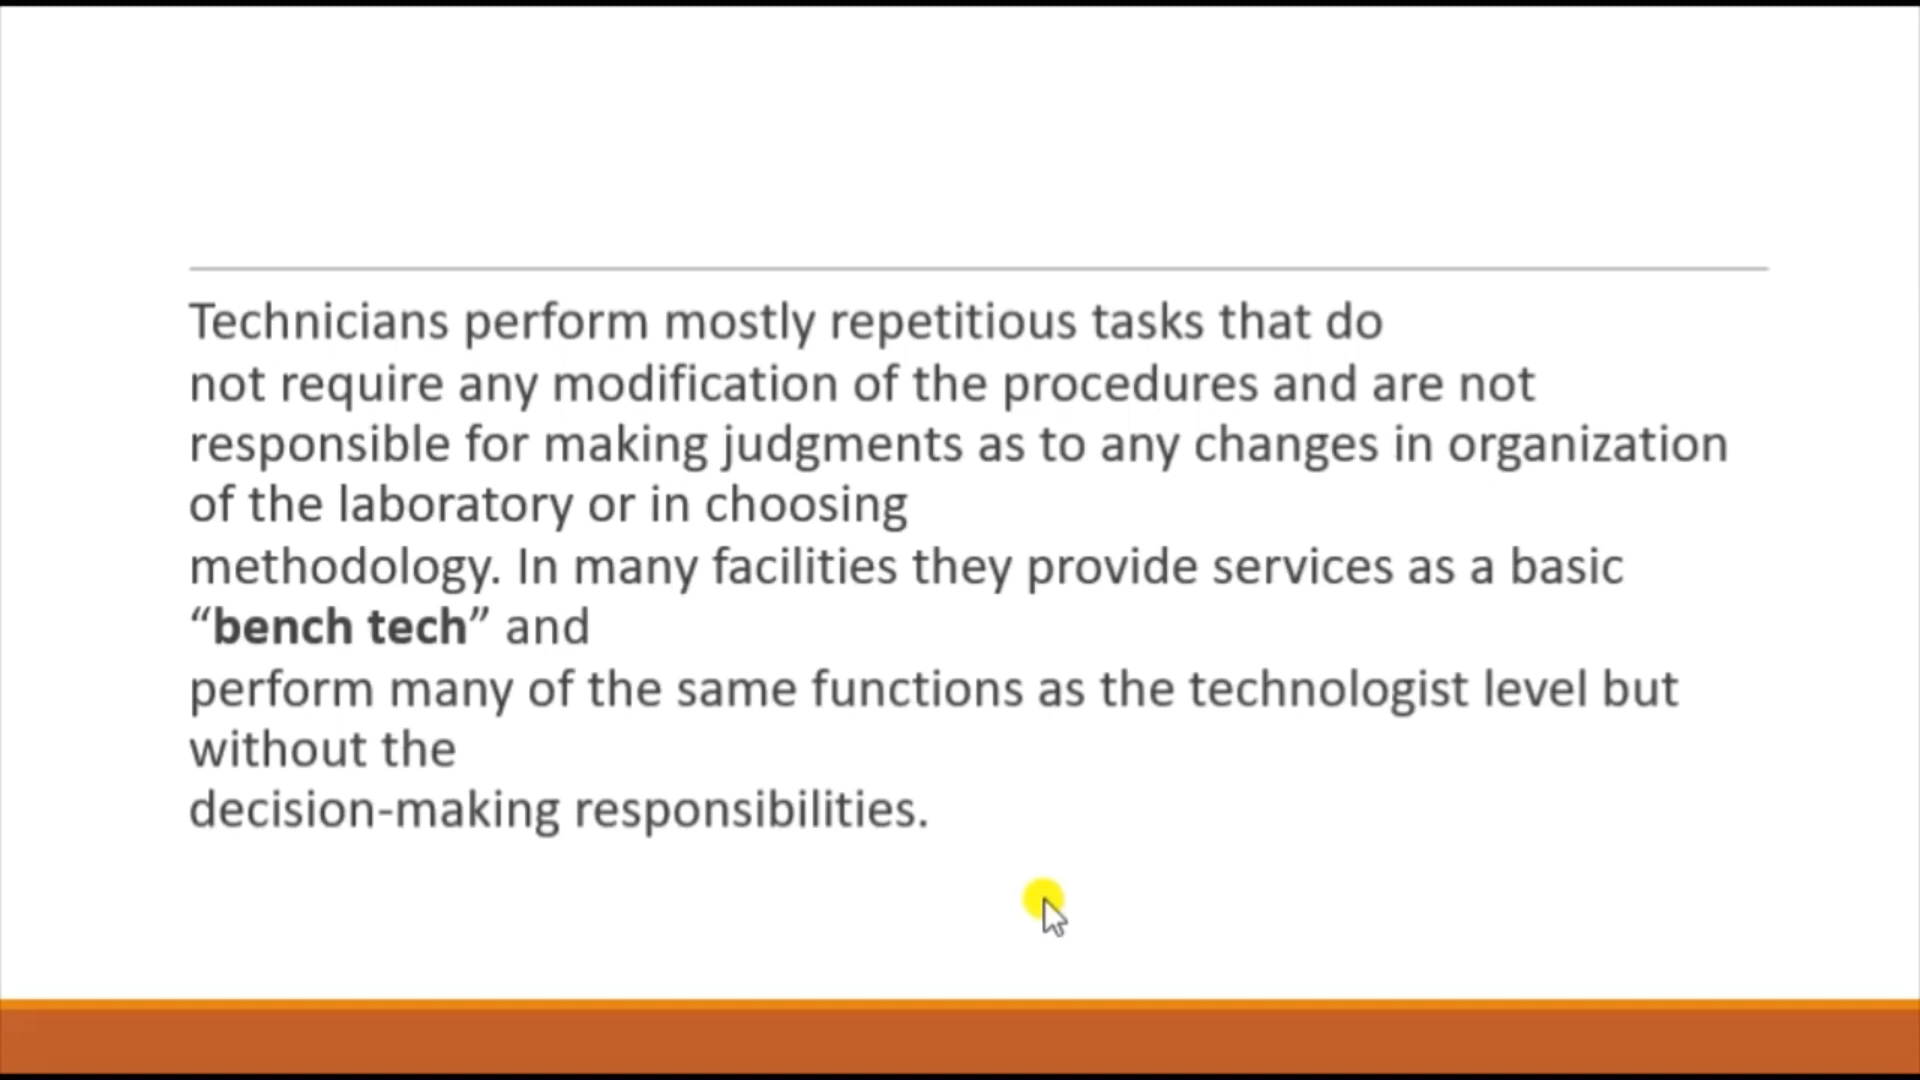 Technicians perform mostly repetitious tasks that do
not require any modification of the procedures and are not
responsible for making judgments as to any changes in organization
of the laboratory or in choosing
methodology. In many facilities they provide services as a basic
“bench tech” and
perform many of the same functions as the technologist level but
without the
decision-making responsibilities.